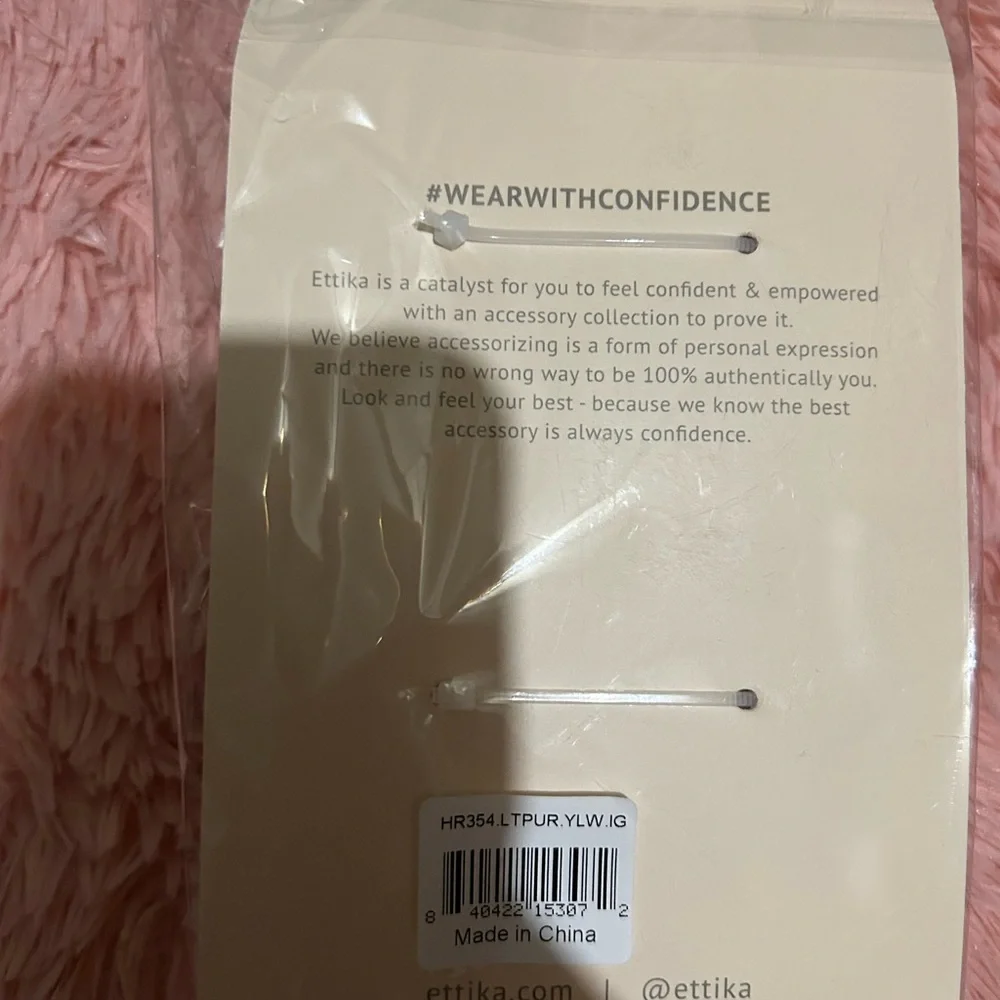 #WEARWITHCONFIDENCE
Ettika is a catalyst for you to feel confident & empowered
with an accessory collection to prove it.
We believe accessorizing is a form of personal expression
and there is no wrong way to be 100% authentically you.
Look and feel your best - because we know the best
accessory is always confidence.
HR354.LTPUR.YLW.IG
8 40422 15307 2
Made in China
ettika.com | @ettika